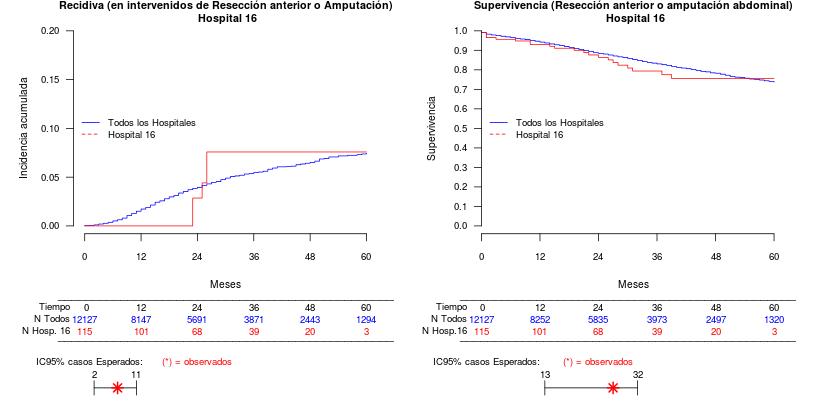 Recidiva (en intervenidos de Resección anterior o Amputación)
Hospital 16
0.20
0.15
0.10
0.05
0.00
Incidencia acumulada
Todos los Hospitales
Hospital 16
0 12 24 36 48 60
Meses
Tiempo 0 12 24 36 48 60
N Todos 12127 8147 5691 3871 2443 1294
N Hosp. 16 115 101 68 39 20 3
IC95% casos Esperados: (*) = observados
2 11
Supervivencia (Resección anterior o amputación abdominal)
Hospital 16
1.0
0.9
0.8
0.7
0.6
0.5
0.4
0.3
0.2
0.1
0.0
Supervivencia
Todos los Hospitales
Hospital 16
0 12 24 36 48 60
Meses
Tiempo 0 12 24 36 48 60
N Todos 12127 8252 5835 3973 2497 1320
N Hosp.16 115 101 68 39 20 3
IC95% casos Esperados: (*) = observados
13 32